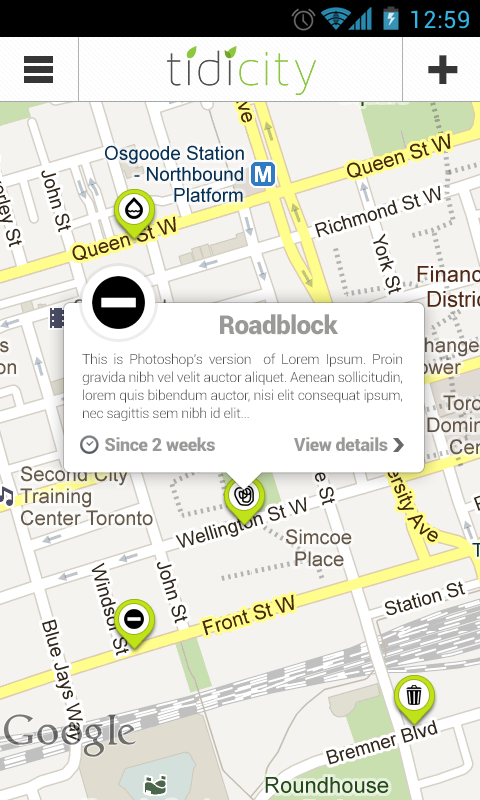 12:59
tidicity
ve
Osgoode Station
- Northbound
Platform
M
Queen St W
John St
Queen St W
Richmond St W
York St
Financ
Distric
Roadblock
This is Photoshop's version of Lorem Ipsum. Proin
gravida nibh vel velit auctor aliquet. Aenean sollicitudin,
lorem quis bibendum auctor, nisi elit consequat ipsum,
nec sagittis sem nibh id elit...
Since 2 weeks
View details
hange
ower
Toro
Domin
Cent
s
on
Second City
Training
Center Toronto
e St
ersity Ave
Wellington St W
Simcoe
Place
John St
Windsor St
Front St W
Station St
Blue Jays Way
Google
Bremner Blvd
Roundhouse